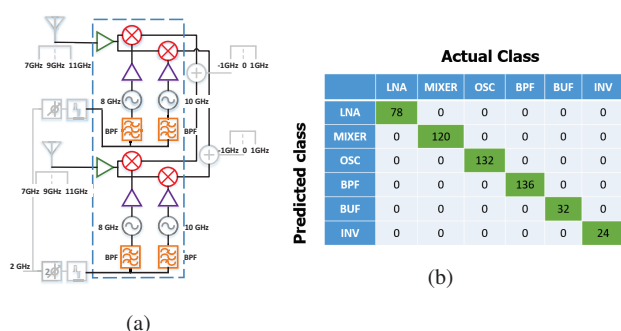 7GHz 9GHz 11GHz
8 GHz
10 GHz
-1GHz 0 1GHz
BPF
BPF
-1GHz 0 1GHz
7GHz 9GHz 11GHz
8 GHz
10 GHz
2 GHz
BPF
BPF
(a)
Actual Class
Predicted class
LNA MIXER OSC BPF BUF INV
LNA 78 0 0 0 0 0
MIXER 0 120 0 0 0 0
OSC 0 0 132 0 0 0
BPF 0 0 0 136 0 0
BUF 0 0 0 0 32 0
INV 0 0 0 0 0 24
(b)